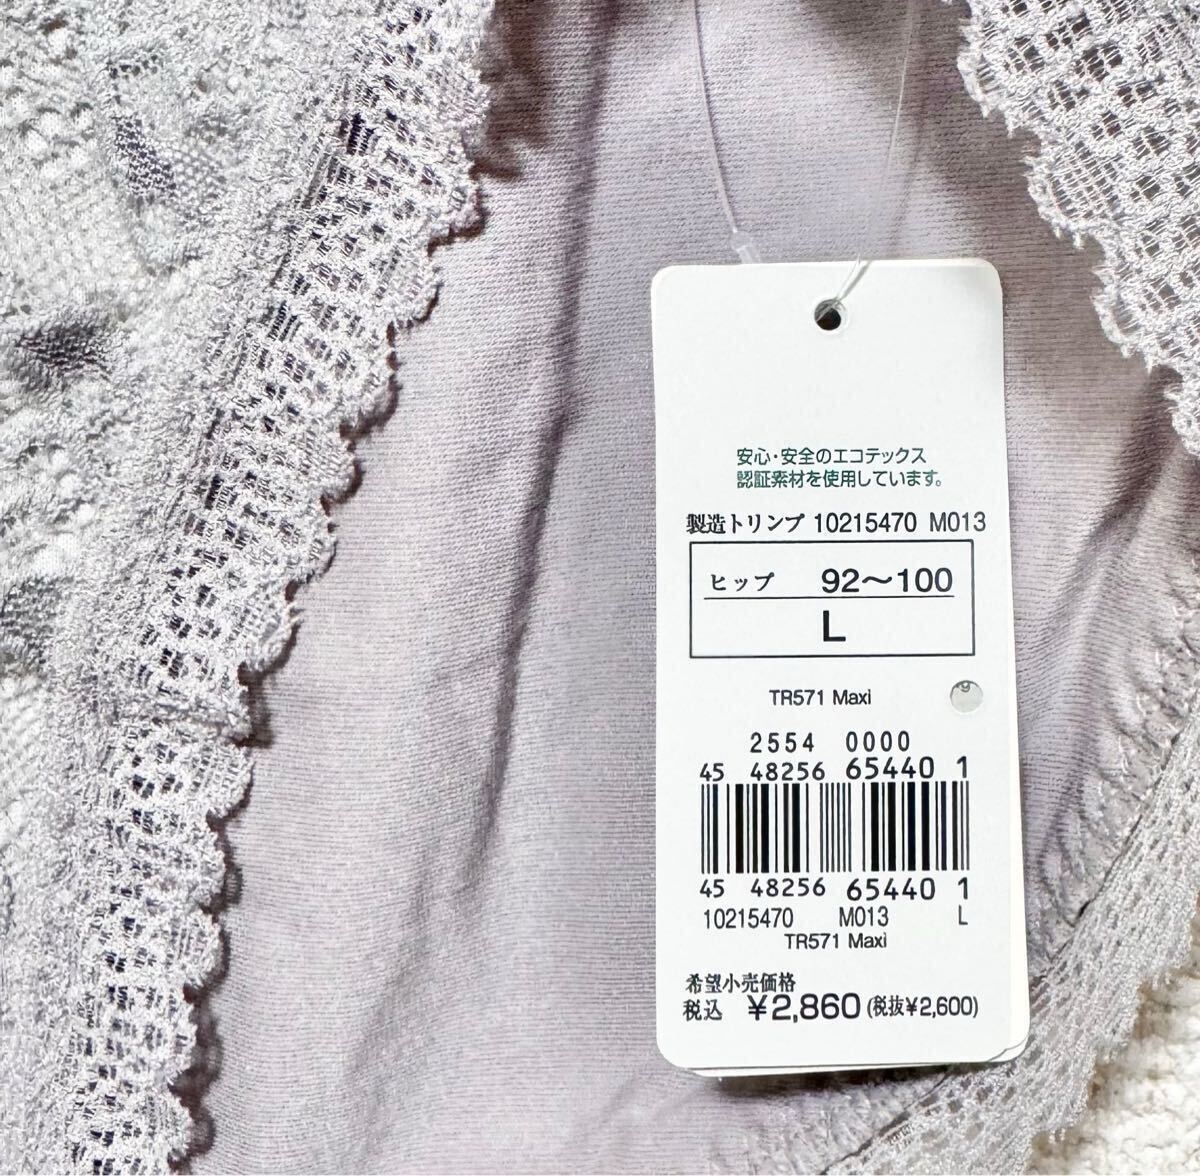 安心・安全のエコテックス
認証素材を使用しています。
製造トリンプ 10215470 M013
ヒップ 92〜100
L
TR571 Maxi
2554 0000
45 48256 65440 1
45 48256 65440 1
10215470 M013 L
TR571 Maxi
希望小売価格
税込 ¥2,860 (税抜¥2,600)